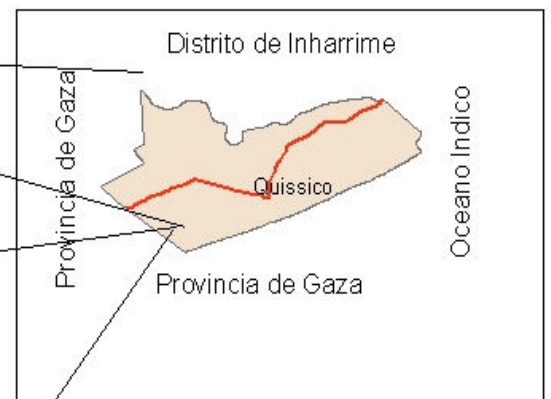 Distrito de Inharrime
Provincia de Gaza
Oceano Indico
Quissico
Provincia de Gaza